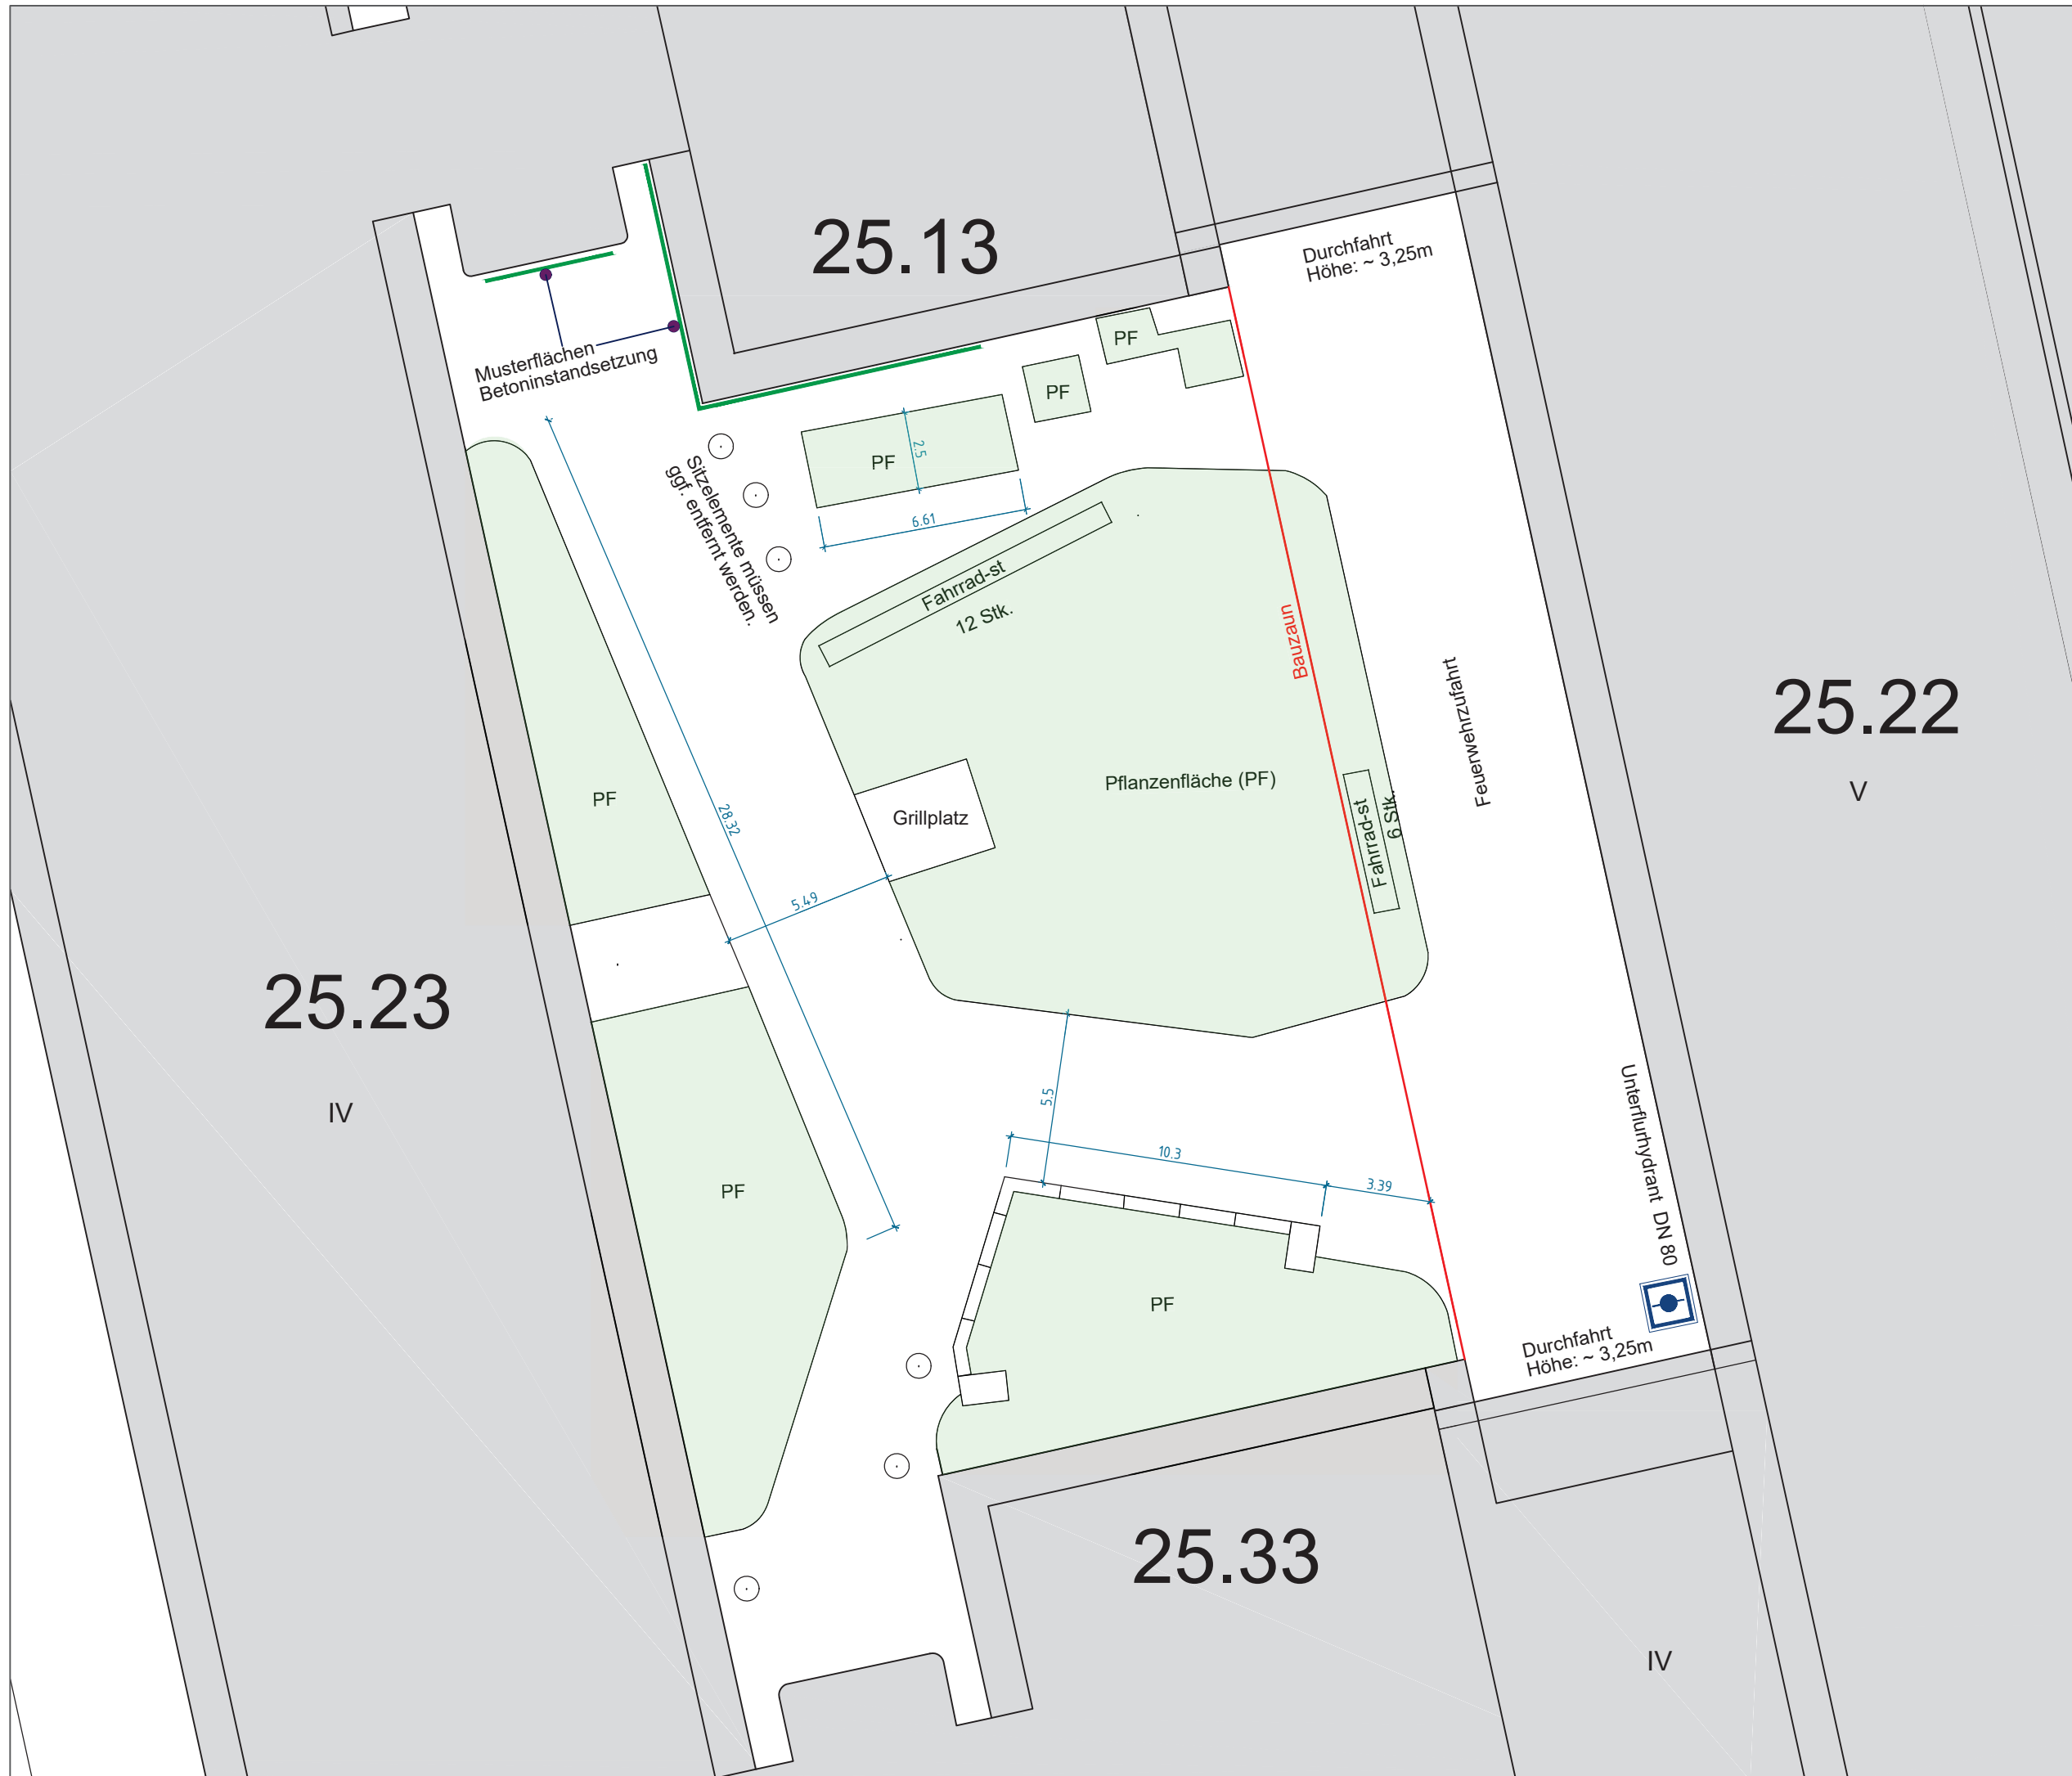 25.13
Durchfahrt
Höhe: ~ 3,25m
PF
Musterflächen
Betoninstandsetzung
PF
PF
2.5
Sitzelemente müssen
ggf. entfernt werden.
6.61
Fahrrad-st
12 Stk.
Bauzaun
Feuerwehrzufahrt
25.22
V
Pflanzenfläche (PF)
PF
Grillplatz
28.32
Fahrrad-st
6 Stk.
5.49
25.23
IV
5.5
10.3
3.39
Unterflurhydrant DN 80
PF
PF
Durchfahrt
Höhe: ~ 3,25m
25.33
IV